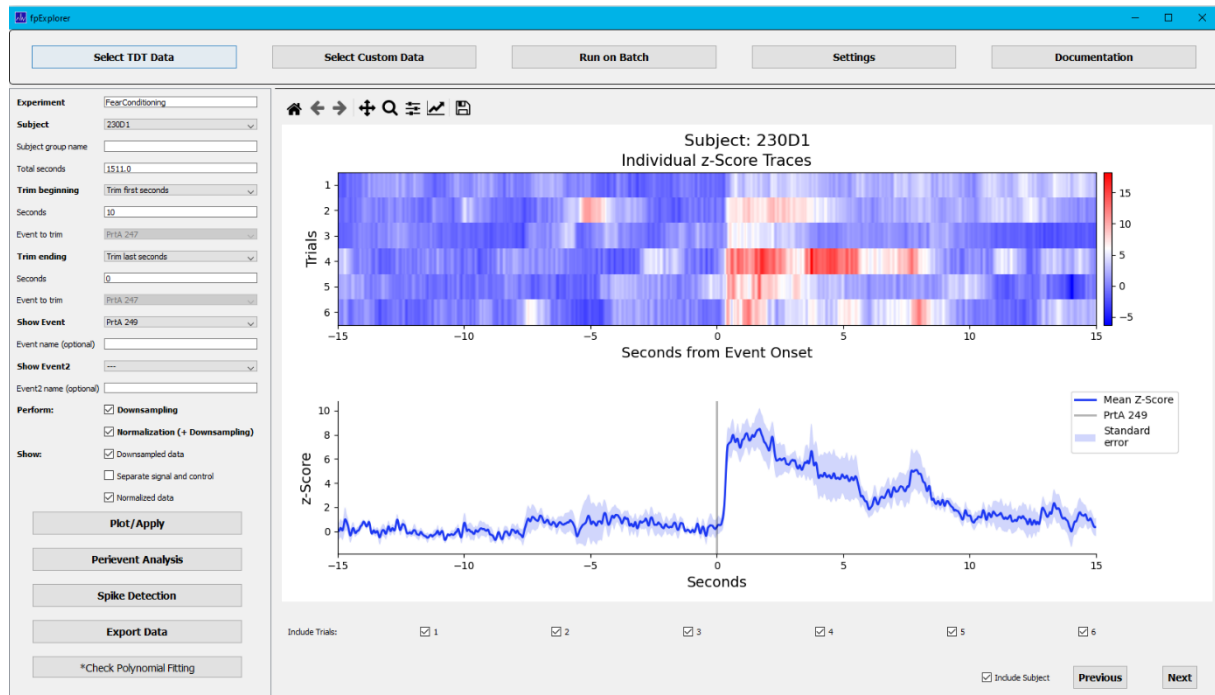 fpExplorer
Select TDT Data
Select Custom Data
Run on Batch
Settings
Documentation
Experiment FearConditioning
Subject 230D1
Subject group name
Total seconds 1511.0
Trim beginning Trim first seconds
Seconds 10
Event to trim PrtA 247
Trim ending Trim last seconds
Seconds 0
Event to trim PrtA 247
Show Event PrtA 249
Event name (optional)
Show Event2 ---
Event2 name (optional)
Perform: Downsampling
Normalization (+ Downsampling)
Show: Downsampled data
Separate signal and control
Normalized data
Plot/Apply
Perievent Analysis
Spike Detection
Export Data
*Check Polynomial Fitting
Subject: 230D1
Individual z-Score Traces
Trials
1
2
3
4
5
6
−15 −10 −5 0 5 10 15
Seconds from Event Onset
15
10
5
0
−5
z-Score
10
8
6
4
2
0
−15 −10 −5 0 5 10 15
Seconds
Mean Z-Score
PrtA 249
Standard
error
Include Trials: 1 2 3 4 5 6
Include Subject
Previous
Next